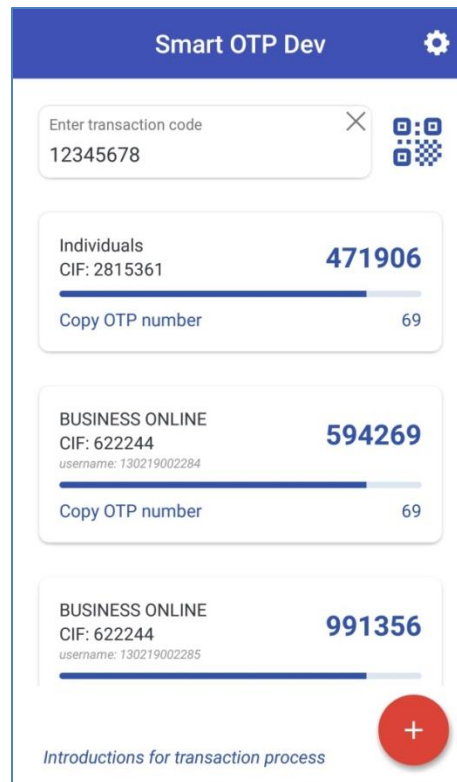 Smart OTP Dev
Enter transaction code
12345678
Individuals
CIF: 2815361
471906
Copy OTP number
69
BUSINESS ONLINE
CIF: 622244
username: 130219002284
594269
Copy OTP number
69
BUSINESS ONLINE
CIF: 622244
username: 130219002285
991356
+
Introductions for transaction process